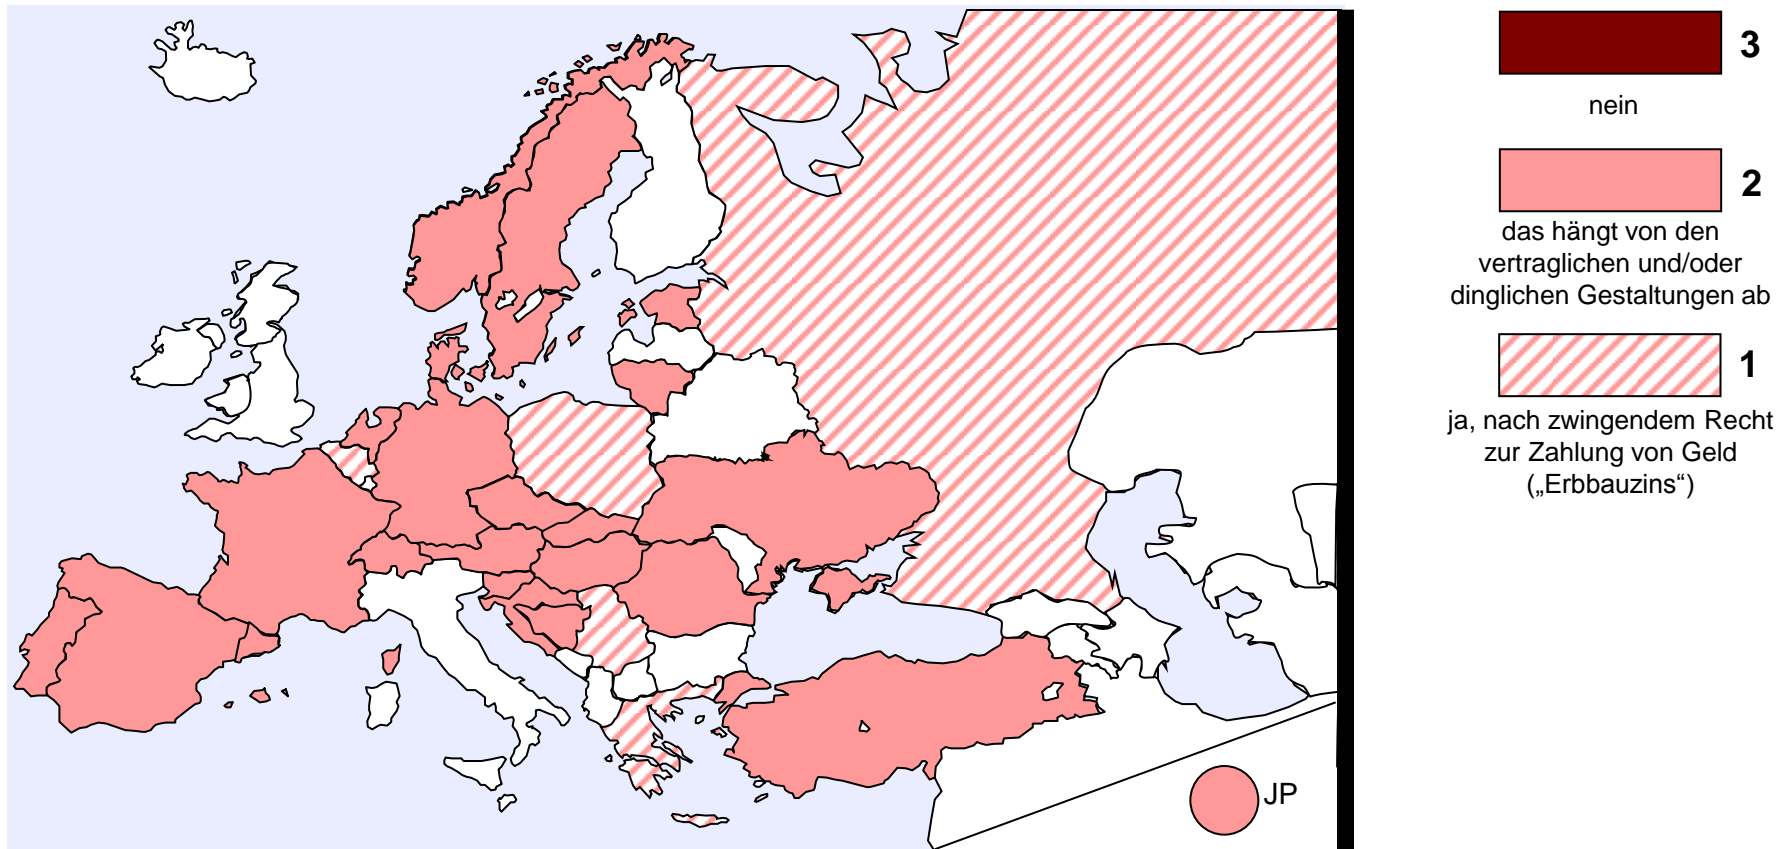 3
nein
2
das hängt von den
vertraglichen und/oder
dinglichen Gestaltungen ab
1
ja, nach zwingendem Recht
zur Zahlung von Geld
(„Erbbauzins“)
JP